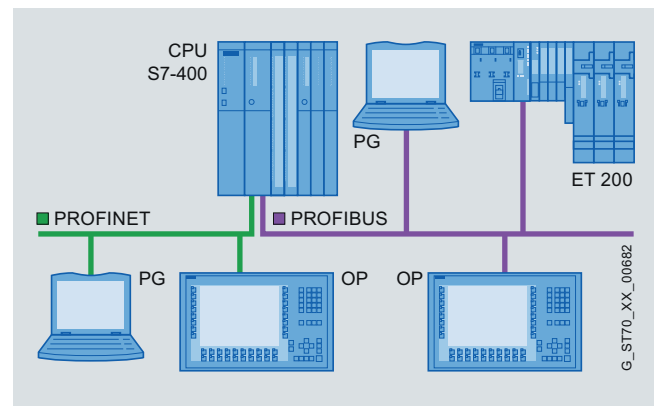 CPU
S7-400
PG
ET 200
PROFINET
PROFIBUS
PG
OP
OP
G_ST70_XX_00682